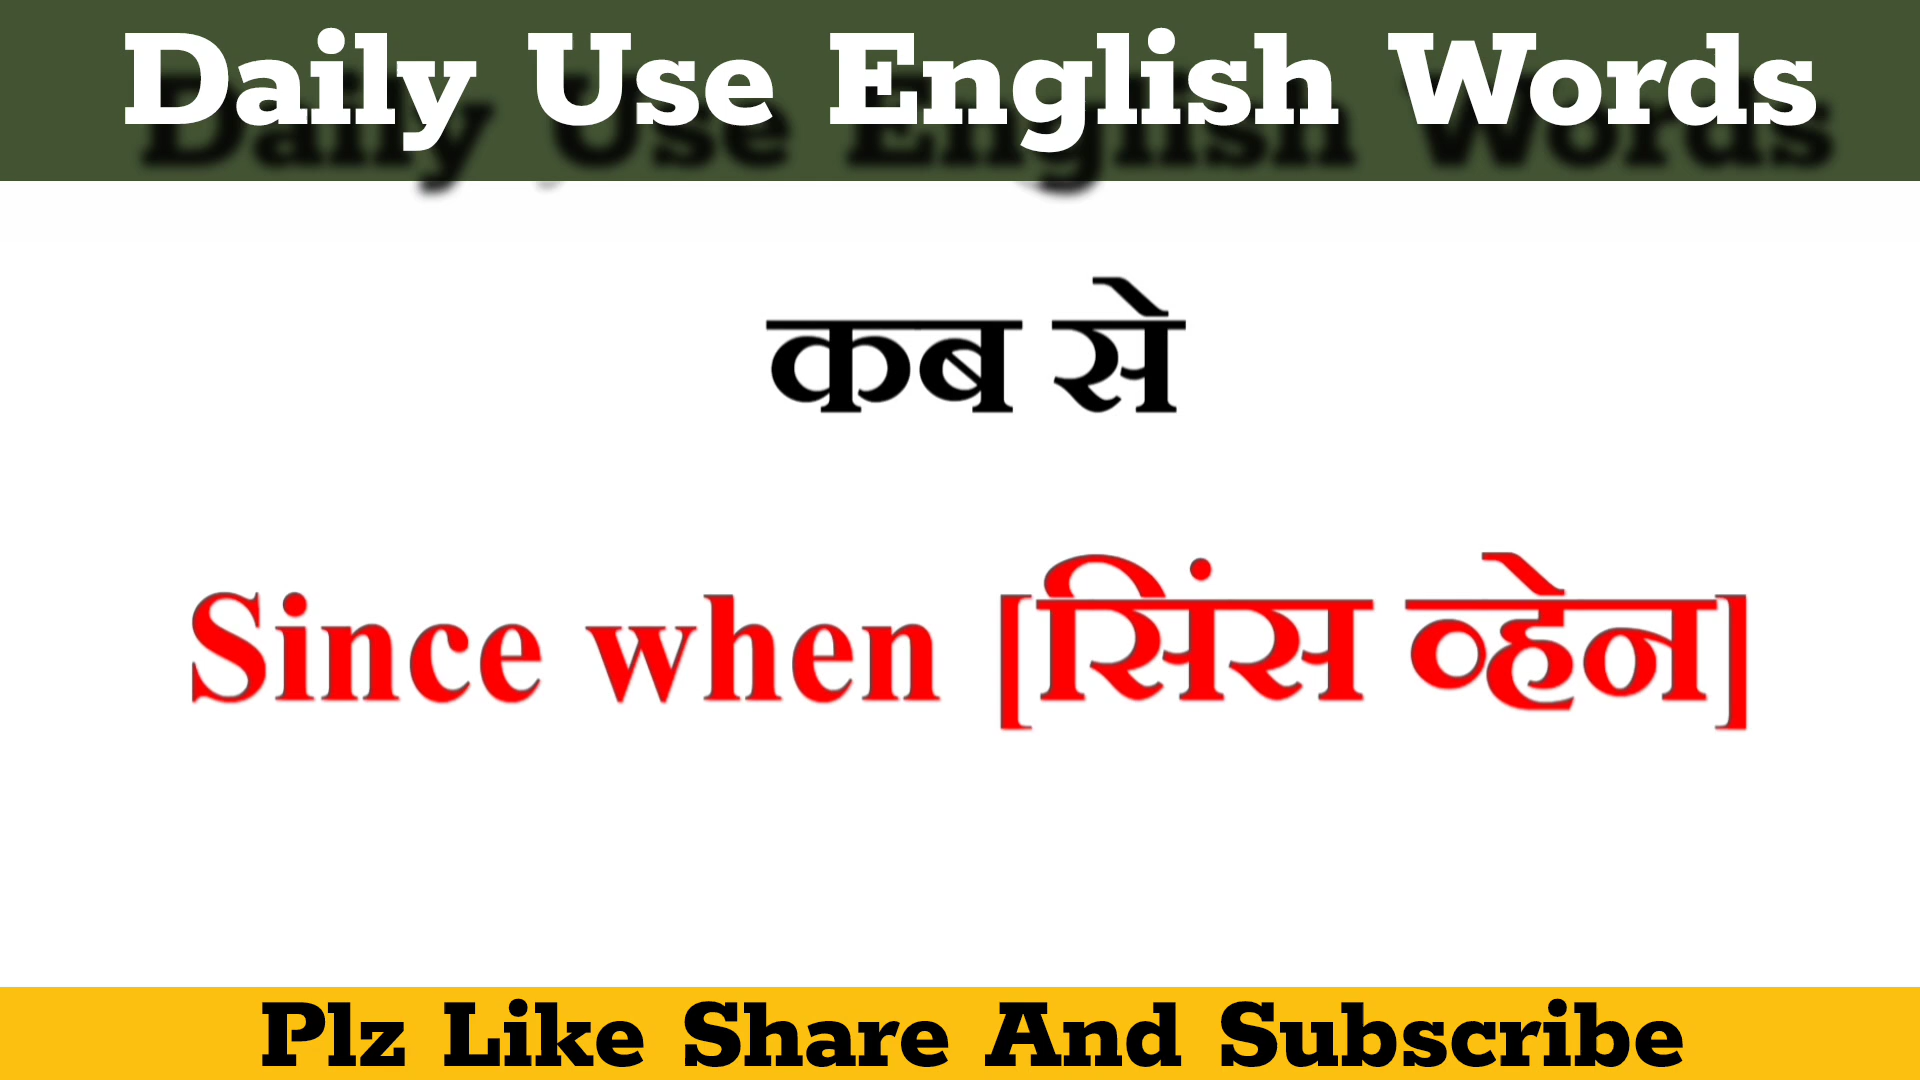 Daily Use English Words
कब से
Since when [सिंस व्हेन]
Plz Like Share And Subscribe